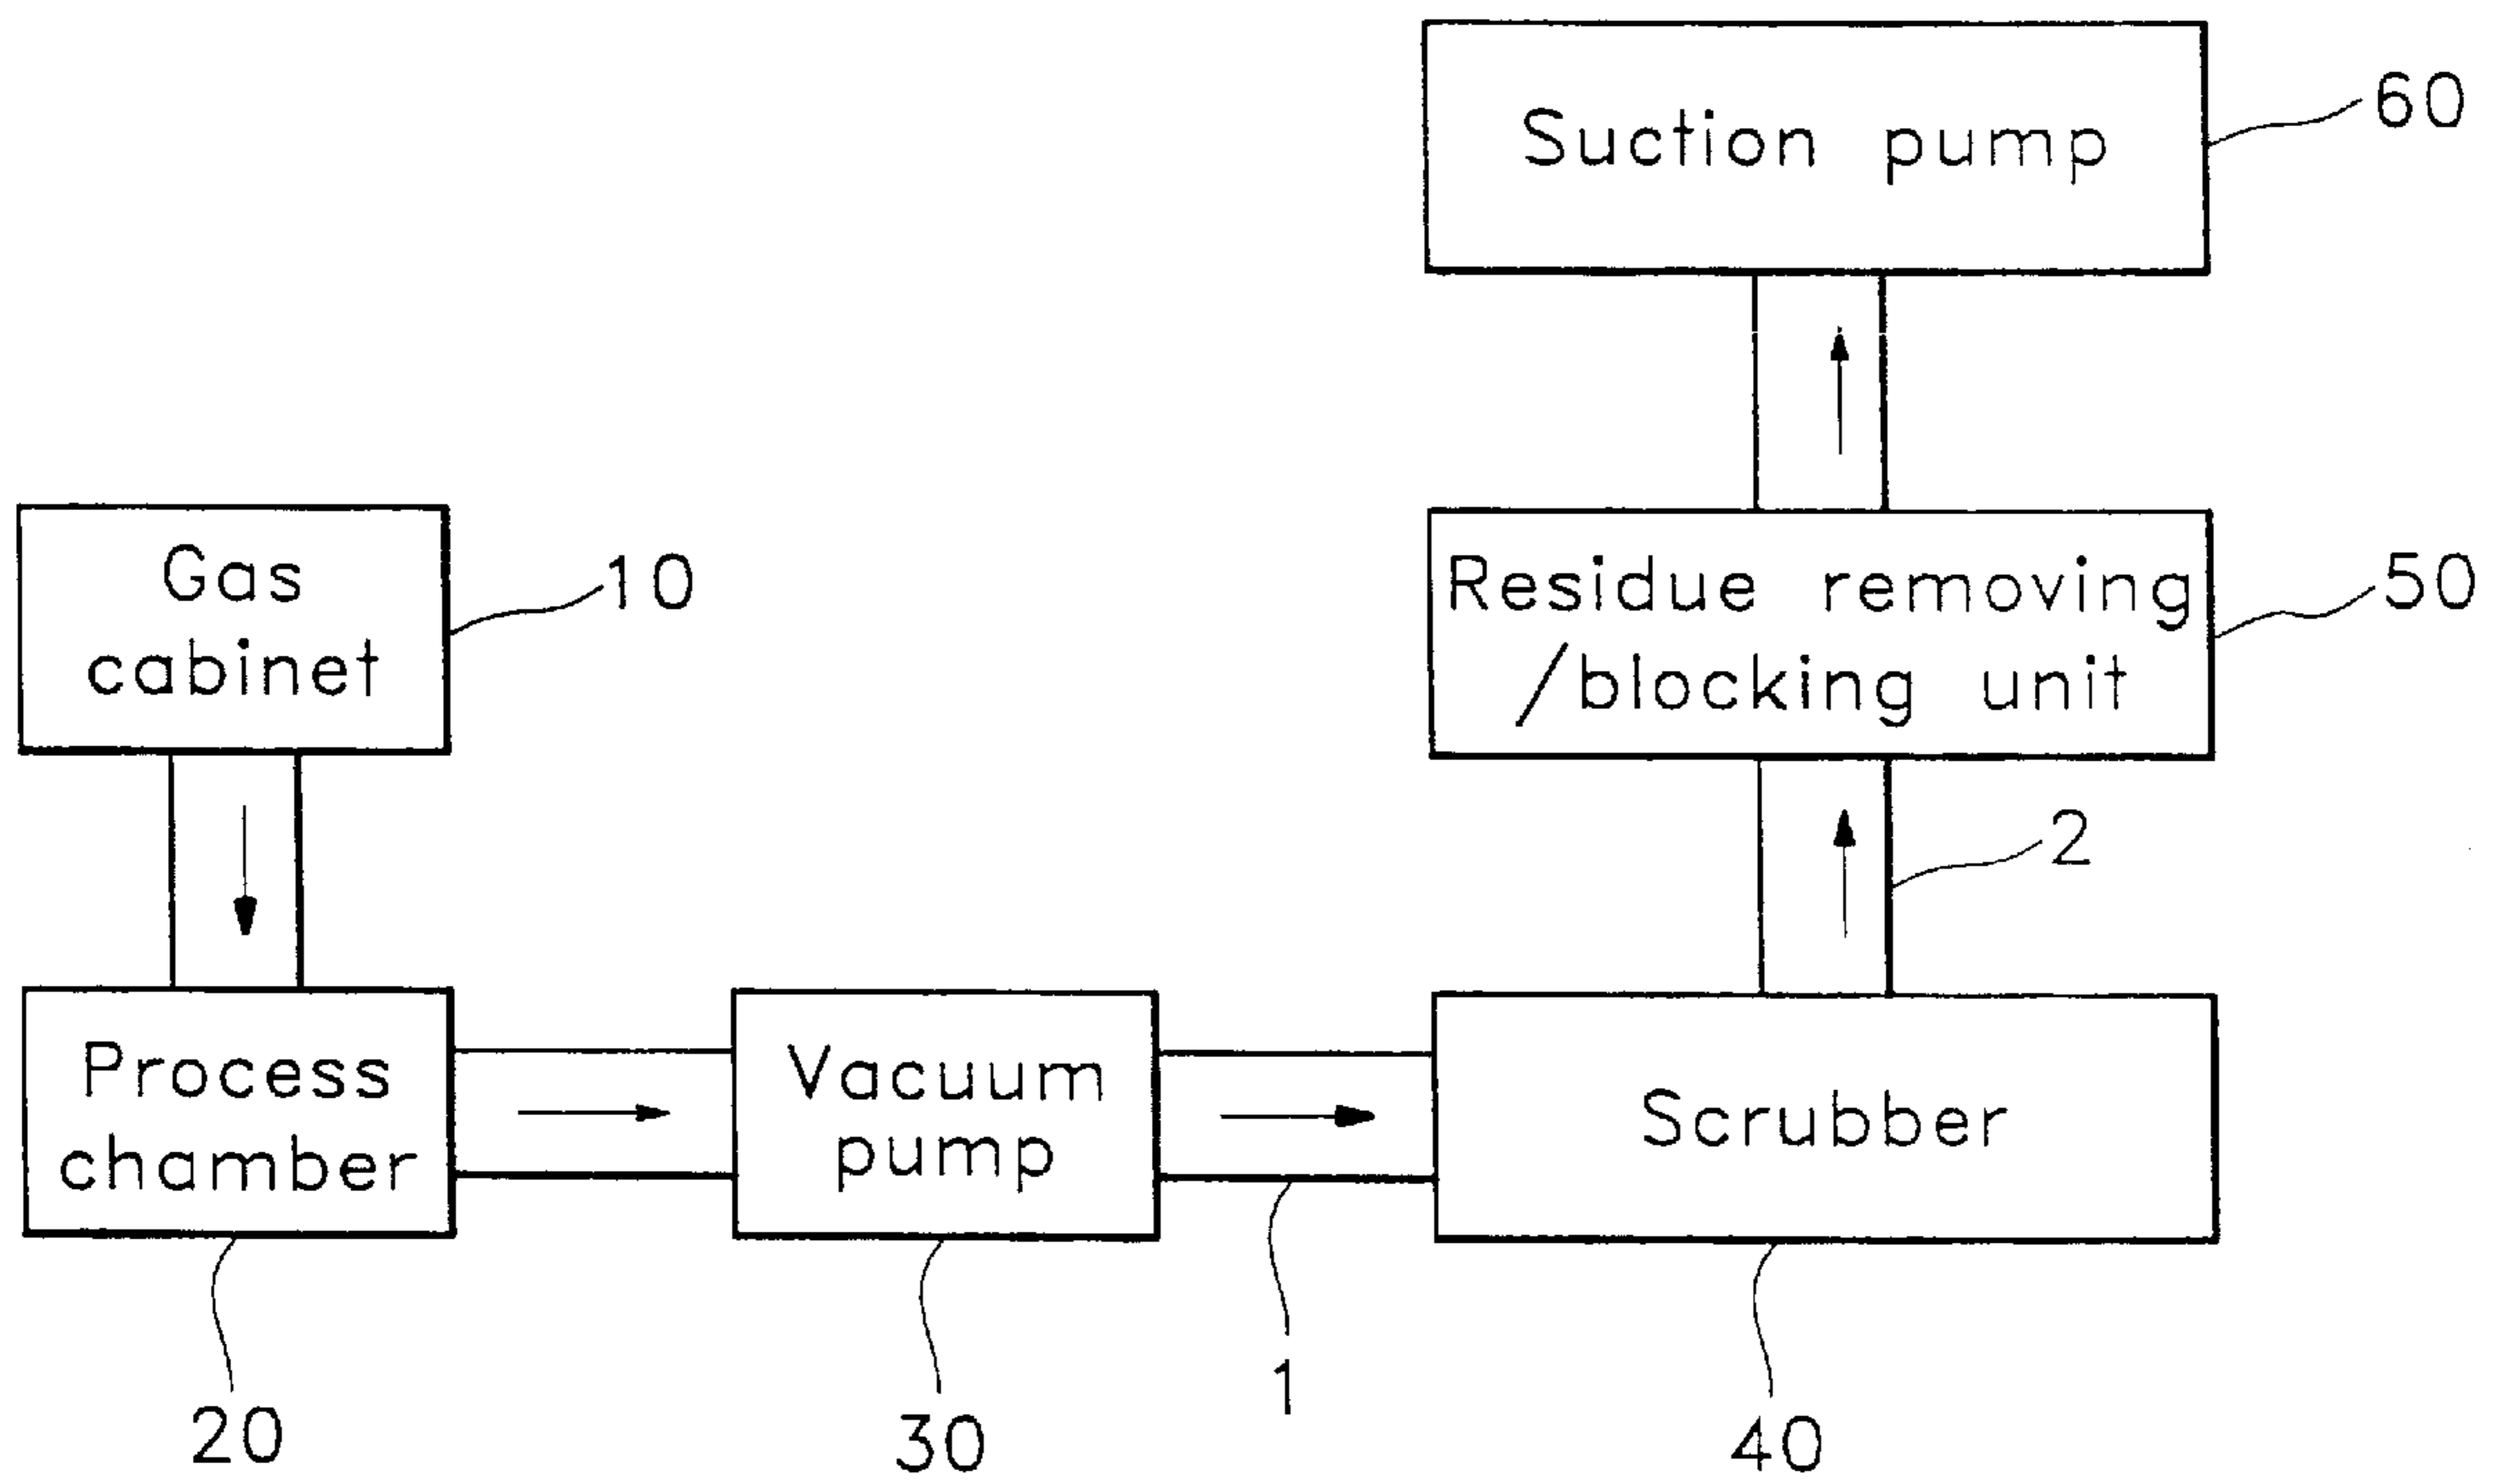 Suction pump
60
Gas
cabinet
10
Residue removing
/blocking unit
50
2
Process
chamber
Vacuum
pump
Scrubber
20
30
1
40